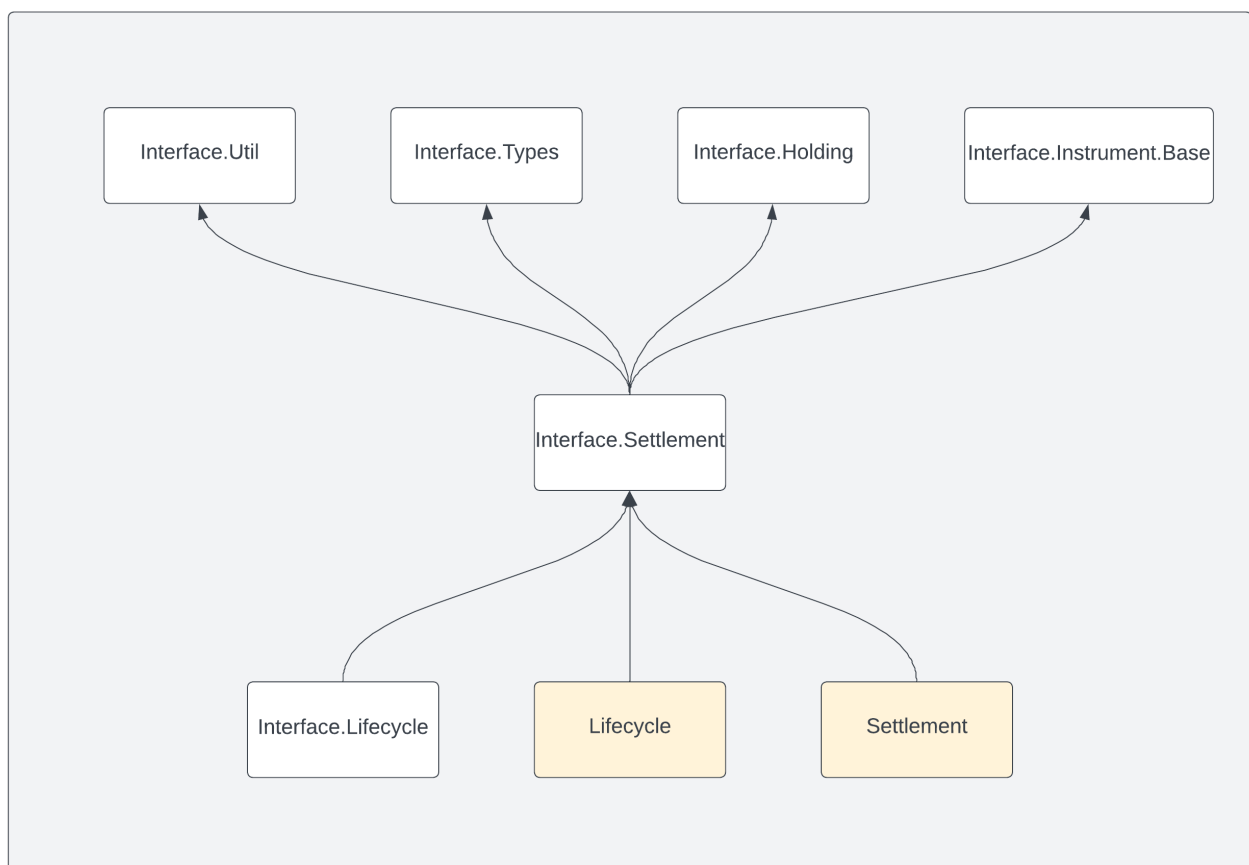 Interface.Util
Interface.Types
Interface.Holding
Interface.Instrument.Base
Interface.Settlement
Interface.Lifecycle
Lifecycle
Settlement